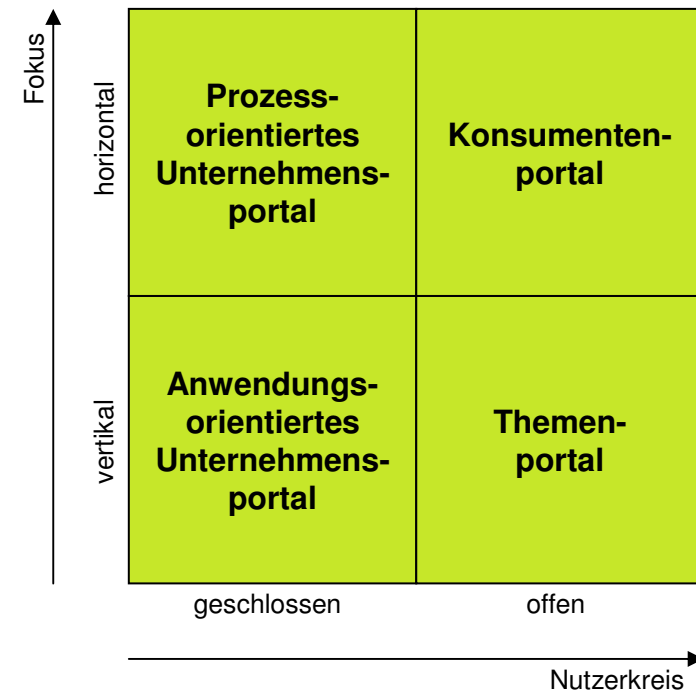 Fokus
horizontal
Prozess-
orientiertes
Unternehmens-
portal
Konsumenten-
portal
vertikal
Anwendungs-
orientiertes
Unternehmens-
portal
Themen-
portal
geschlossen
offen
Nutzerkreis